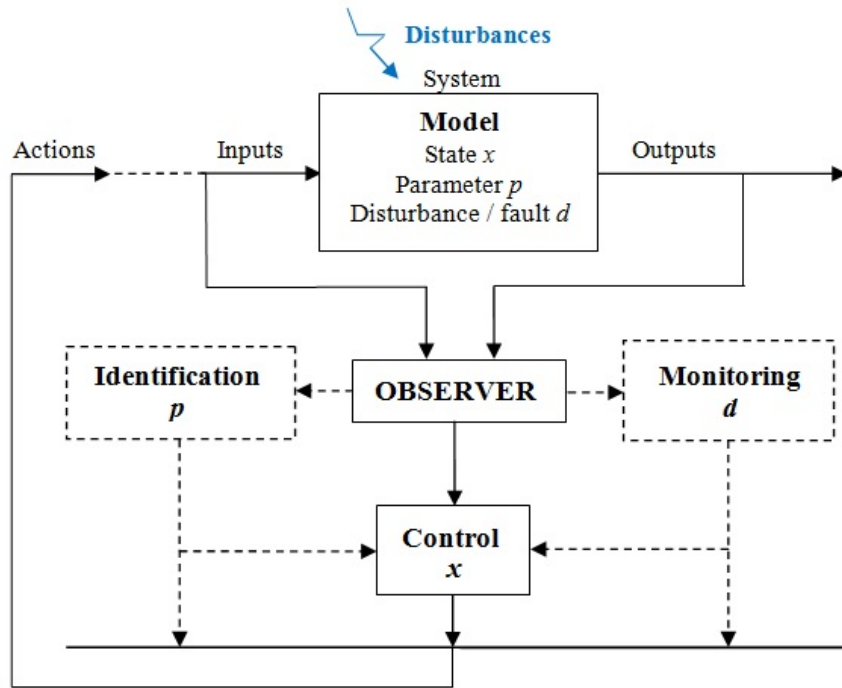 Disturbances
System
Model
State x
Parameter p
Disturbance / fault d
Actions
Inputs
Outputs
Identification
p
OBSERVER
Monitoring
d
Control
x